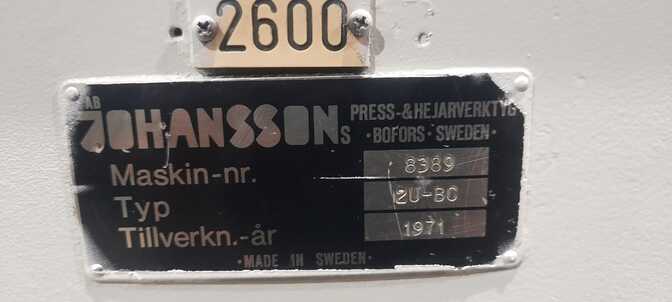 2600
AB
JOHANSSONS PRESS-&HEJARVERKTYG
·BOFORS·SWEDEN·
Maskin-nr. 8389
Typ 2U-BC
Tillverkn.-år 1971
·MADE IN SWEDEN·